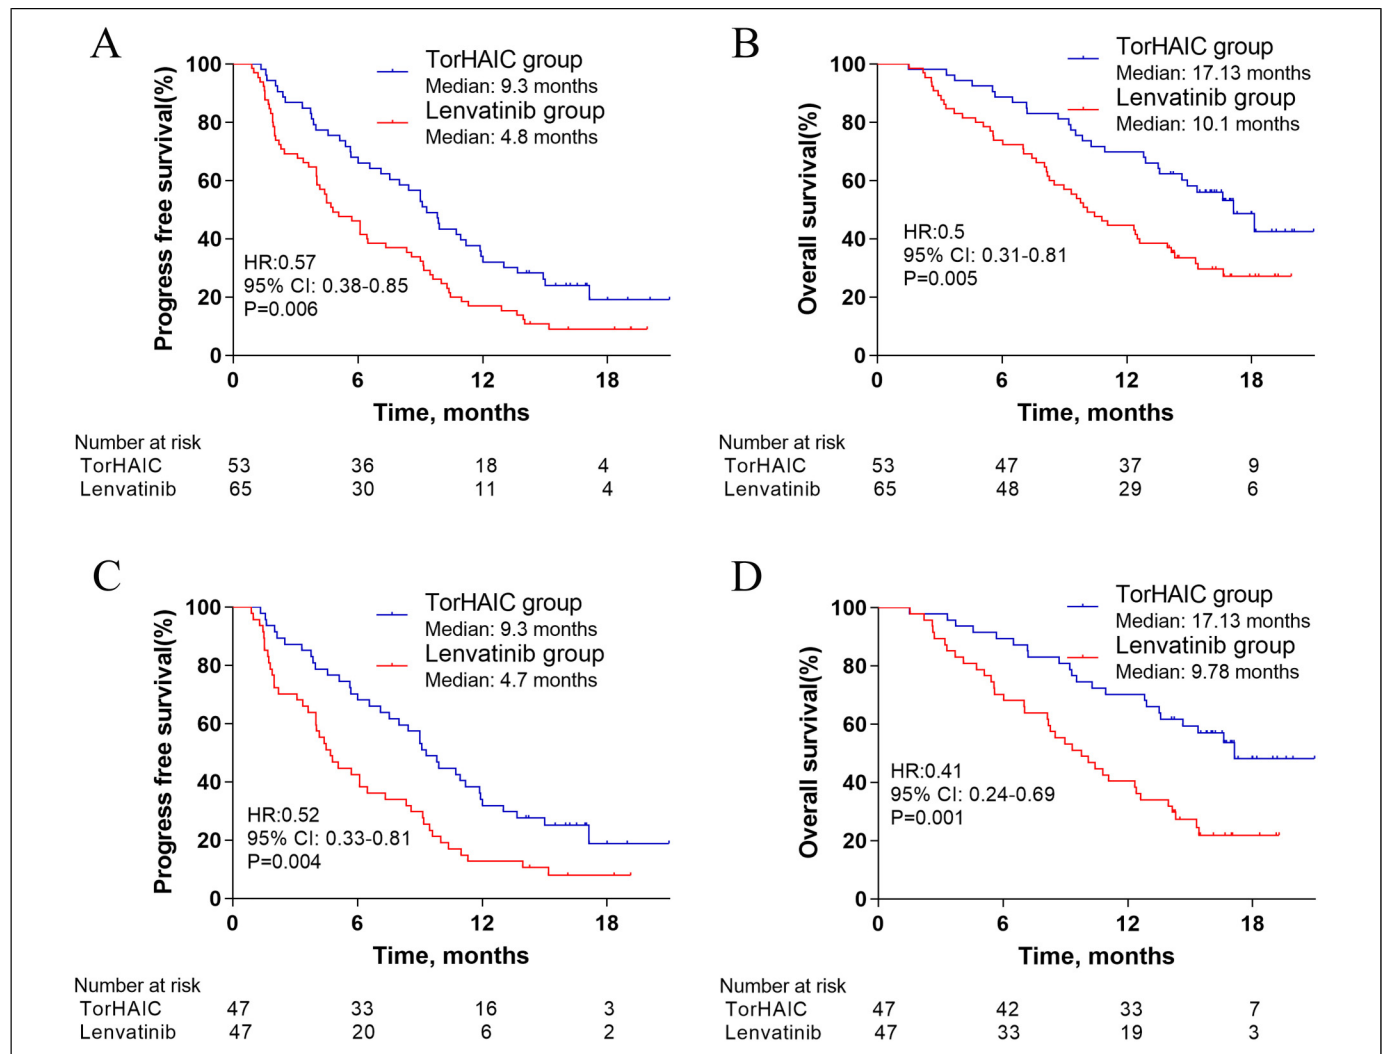 A
TorHAIC group
Median: 9.3 months
Lenvatinib group
Median: 4.8 months
Progress free survival(%)
100
80
60
40
20
0
HR:0.57
95% CI: 0.38-0.85
P=0.006
0 6 12 18
Time, months
Number at risk
TorHAIC 53 36 18 4
Lenvatinib 65 30 11 4
B
TorHAIC group
Median: 17.13 months
Lenvatinib group
Median: 10.1 months
Overall survival(%)
100
80
60
40
20
0
HR:0.5
95% CI: 0.31-0.81
P=0.005
0 6 12 18
Time, months
Number at risk
TorHAIC 53 47 37 9
Lenvatinib 65 48 29 6
C
TorHAIC group
Median: 9.3 months
Lenvatinib group
Median: 4.7 months
Progress free survival(%)
100
80
60
40
20
0
HR:0.52
95% CI: 0.33-0.81
P=0.004
0 6 12 18
Time, months
Number at risk
TorHAIC 47 33 16 3
Lenvatinib 47 20 6 2
D
TorHAIC group
Median: 17.13 months
Lenvatinib group
Median: 9.78 months
Overall survival(%)
100
80
60
40
20
0
HR:0.41
95% CI: 0.24-0.69
P=0.001
0 6 12 18
Time, months
Number at risk
TorHAIC 47 42 33 7
Lenvatinib 47 33 19 3